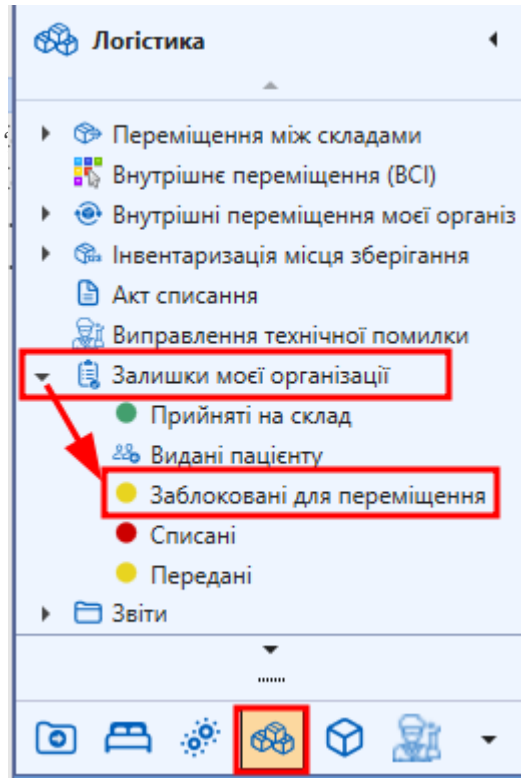 Логістика
Переміщення між складами
Внутрішнє переміщення (ВСІ)
Внутрішні переміщення моєї організ
Інвентаризація місця зберігання
Акт списання
Виправлення технічної помилки
Залишки моєї організації
Прийняті на склад
Видані пацієнту
Заблоковані для переміщення
Списані
Передані
Звіти